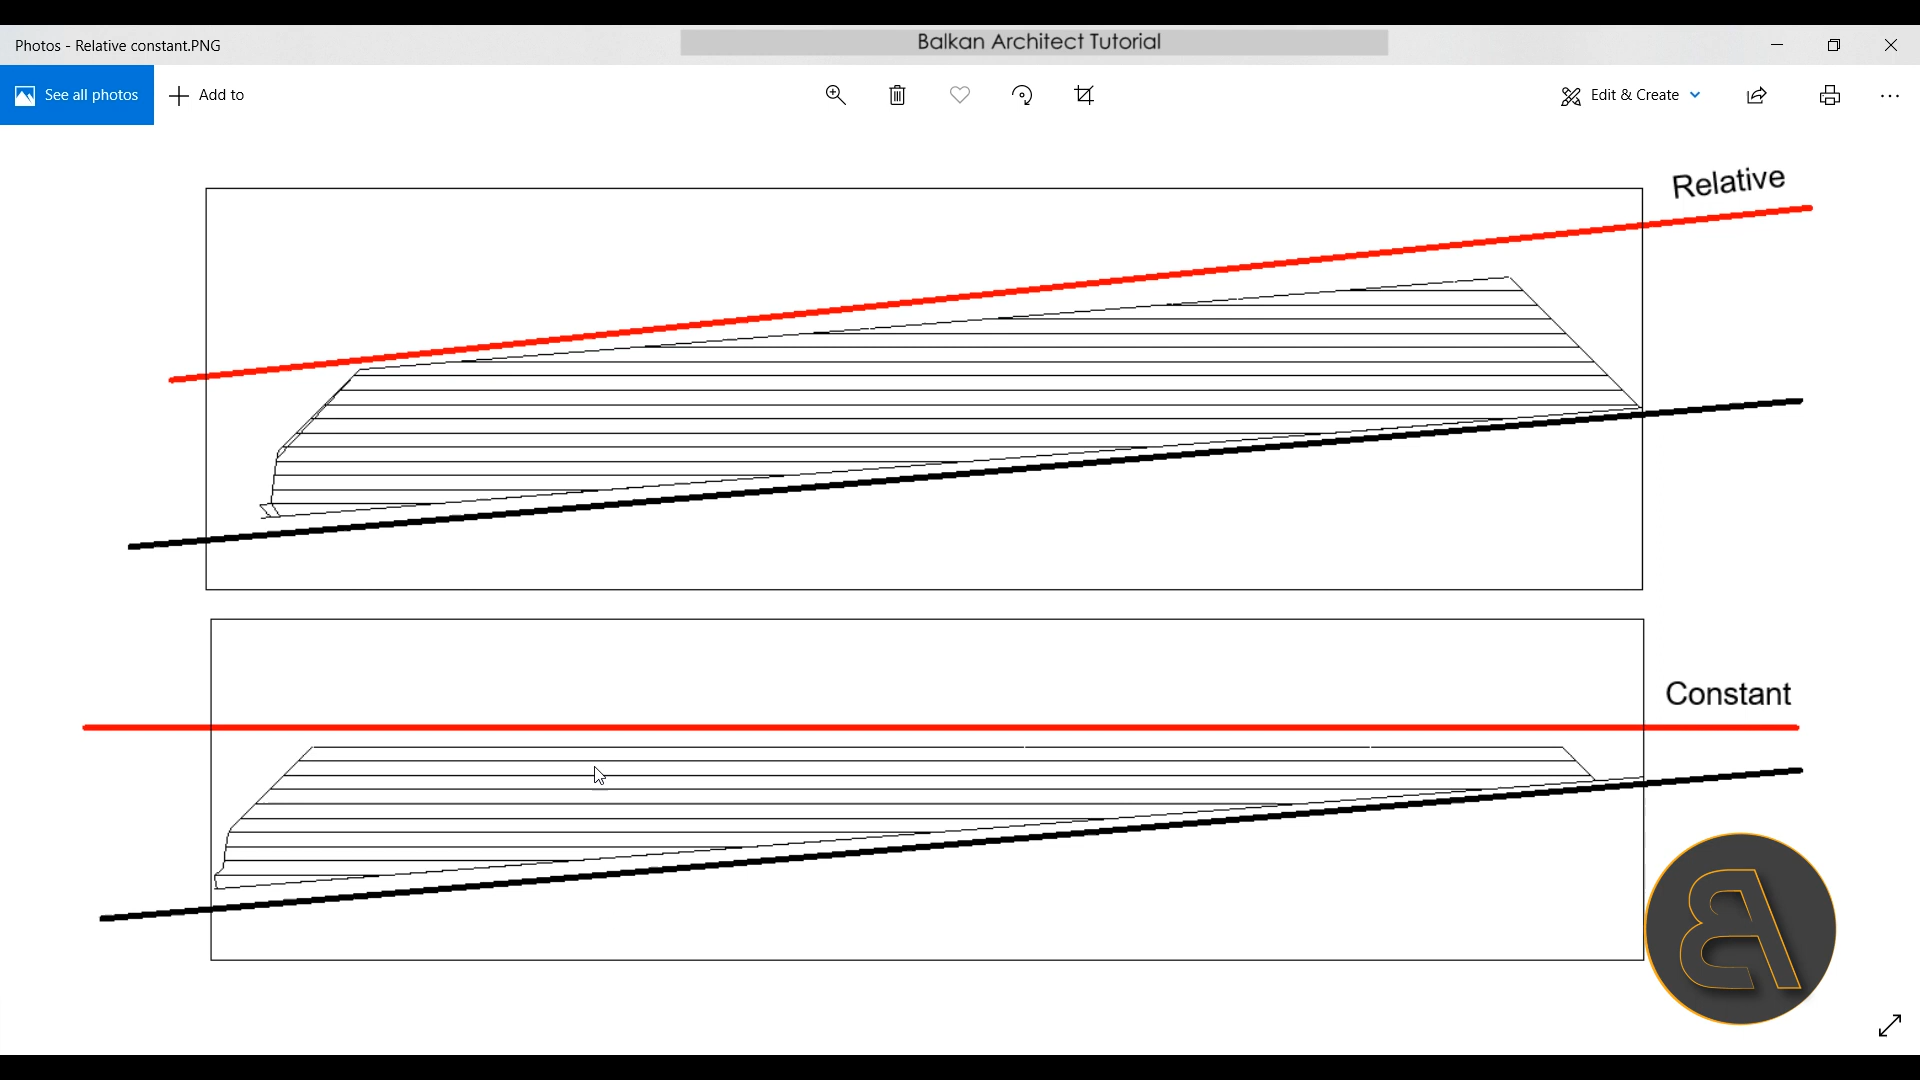 Photos - Relative constant.PNG
Balkan Architect Tutorial
See all photos
Add to
Edit & Create
Relative
Constant